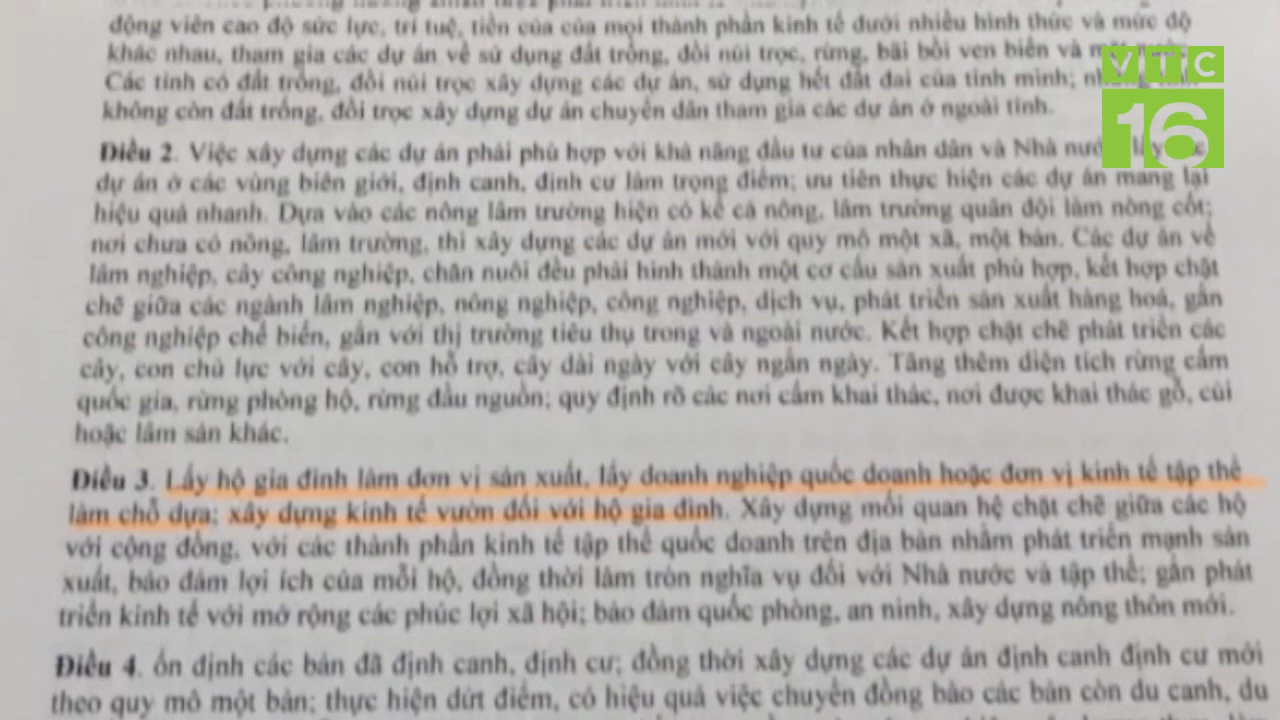 động viên cao độ sức lực, trí tuệ, tiền của của mọi thành phần kinh tế dưới nhiều hình thức và mức độ
khác nhau, tham gia các dự án về sử dụng đất trống, đồi núi trọc, rừng, bãi bồi ven biển và
Các tỉnh có đất trống, đồi núi trọc xây dựng các dự án, sử dụng hết đất đai của tỉnh mình;
không còn đất trống, đồi trọc xây dựng dự án chuyển dân tham gia các dự án ở ngoài tỉnh.
VTC
16
Điều 2. Việc xây dựng các dự án phải phù hợp với khả năng đầu tư của nhân dân và Nhà nước
dự án ở các vùng biên giới, định canh, định cư làm trọng điểm; ưu tiên thực hiện các dự án mang lại
hiệu quả nhanh. Dựa vào các nông lâm trường hiện có kể cả nông, lâm trường quân đội làm nòng cốt;
nơi chưa có nông, lâm trường, thì xây dựng các dự án mới với quy mô một xã, một bản. Các dự án về
lâm nghiệp, cây công nghiệp, chăn nuôi đều phải hình thành một cơ cấu sản xuất phù hợp, kết hợp chặt
chẽ giữa các ngành lâm nghiệp, nông nghiệp, công nghiệp, dịch vụ, phát triển sản xuất hàng hoá, gắn
công nghiệp chế biến, gắn với thị trường tiêu thụ trong và ngoài nước. Kết hợp chặt chẽ phát triển các
cây, con chủ lực với cây, con hỗ trợ, cây dài ngày với cây ngắn ngày. Tăng thêm diện tích rừng cấm
quốc gia, rừng phòng hộ, rừng đầu nguồn; quy định rõ các nơi cấm khai thác, nơi được khai thác gỗ, củi
hoặc lâm sản khác.
Điều 3. Lấy hộ gia đình làm đơn vị sản xuất, lấy doanh nghiệp quốc doanh hoặc đơn vị kinh tế tập thể
làm chỗ dựa; xây dựng kinh tế vườn đối với hộ gia đình. Xây dựng mối quan hệ chặt chẽ giữa các hộ
với cộng đồng, với các thành phần kinh tế tập thể quốc doanh trên địa bàn nhằm phát triển mạnh sản
xuất, bảo đảm lợi ích của mỗi hộ, đồng thời làm tròn nghĩa vụ đối với Nhà nước và tập thể; gắn phát
triển kinh tế với mở rộng các phúc lợi xã hội; bảo đảm quốc phòng, an ninh, xây dựng nông thôn mới.
Điều 4. ổn định các bản đã định canh, định cư; đồng thời xây dựng các dự án định canh định cư mới
theo quy mô một bản; thực hiện dứt điểm, có hiệu quả việc chuyển đồng bào các bản còn du canh, du